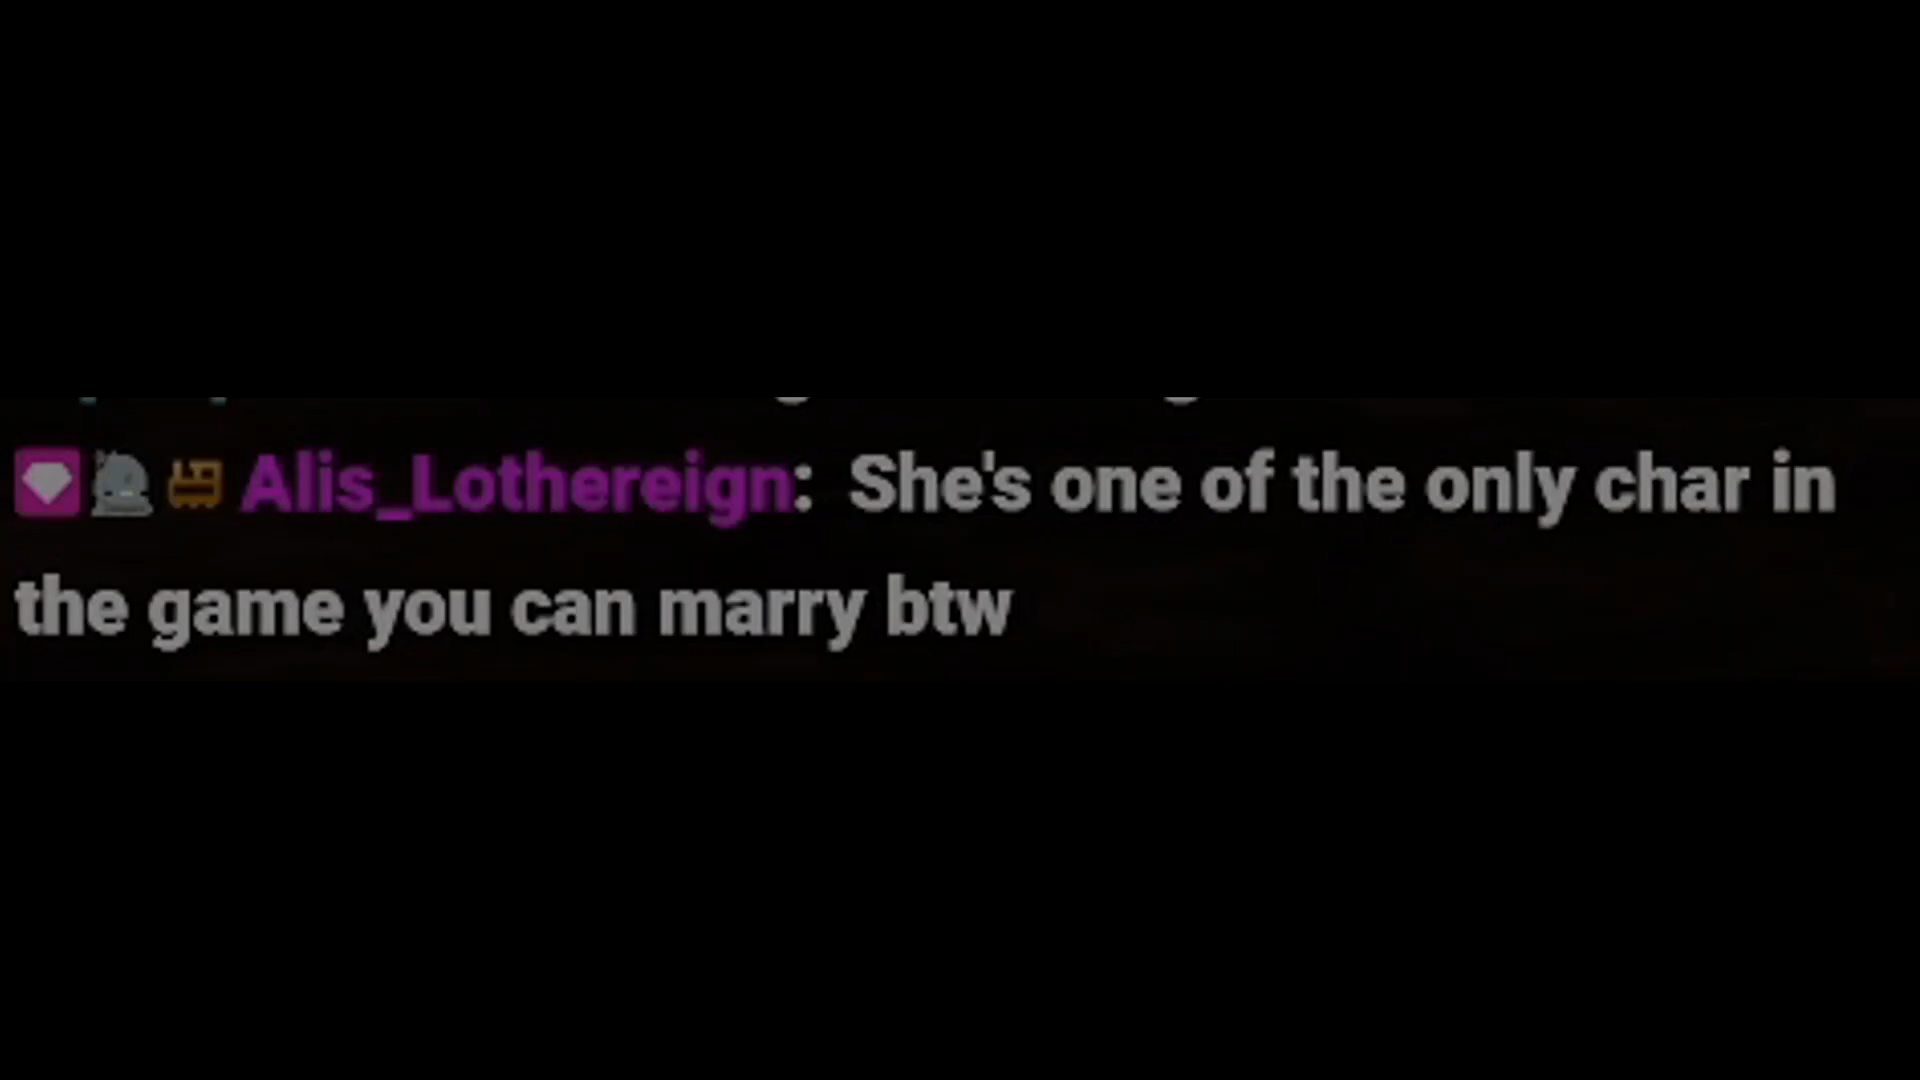 Alis_Lothereign: She's one of the only char in
the game you can marry btw